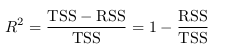 R² = (TSS − RSS) / TSS = 1 − RSS / TSS